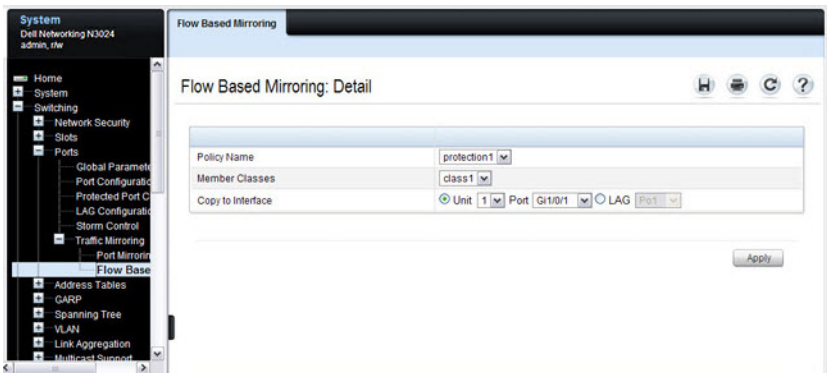 System
Dell Networking N3024
admin, r/w
Home
System
Switching
Network Security
Slots
Ports
Global Paramete
Port Configuratic
Protected Port C
LAG Configuratic
Storm Control
Traffic Mirroring
Port Mirrorin
Flow Base
Address Tables
GARP
Spanning Tree
VLAN
Link Aggregation
Multicast Support
Flow Based Mirroring
Flow Based Mirroring: Detail
Policy Name protection1
Member Classes class1
Copy to Interface Unit 1 Port Gi1/0/1 LAG Po1
Apply